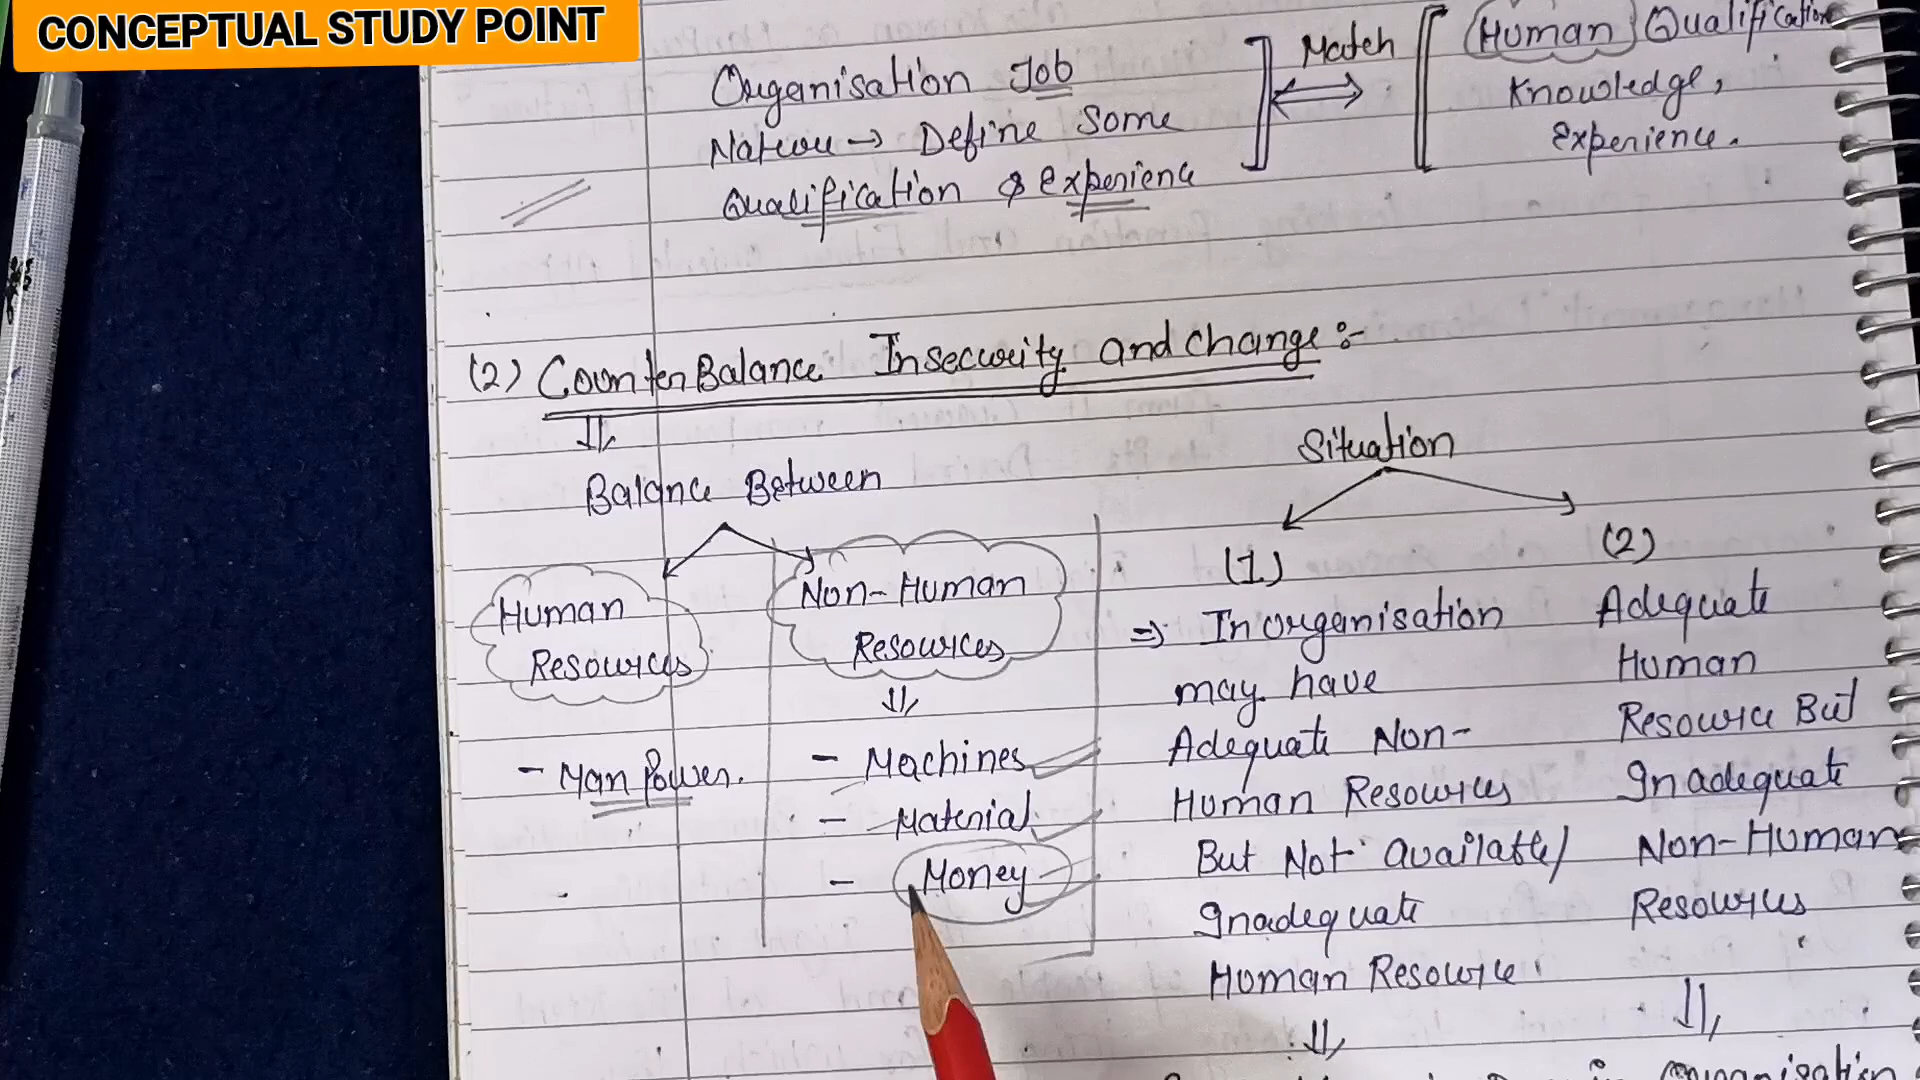 CONCEPTUAL STUDY POINT
Organisation Job
Nature → Define Some
Qualification & experience
Match
Human Qualification
Knowledge,
Experience.
(2) Counter Balance Insecurity and change :-
Balance Between
Human
Resources
- Man Power.
Non-Human
Resources
- Machines
- Material
- Money
Situation
(1)
⇒ In organisation
may have
Adequate Non-
Human Resources
But Not available/
Inadequate
Human Resource
(2)
Adequate
Human
Resource But
Inadequate
Non-Human
Resources
in organisation